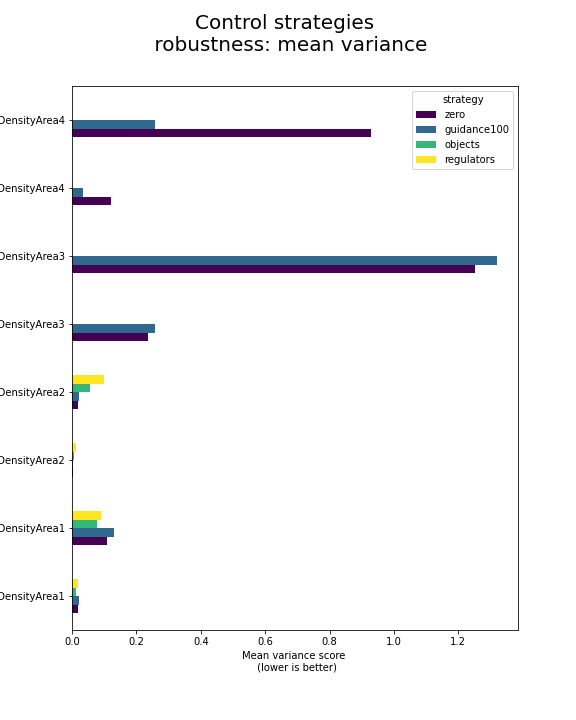 Control strategies
robustness: mean variance
strategy
zero
guidance100
objects
regulators
DensityArea4
DensityArea4
DensityArea3
DensityArea3
DensityArea2
DensityArea2
DensityArea1
DensityArea1
0.0 0.2 0.4 0.6 0.8 1.0 1.2
Mean variance score
(lower is better)